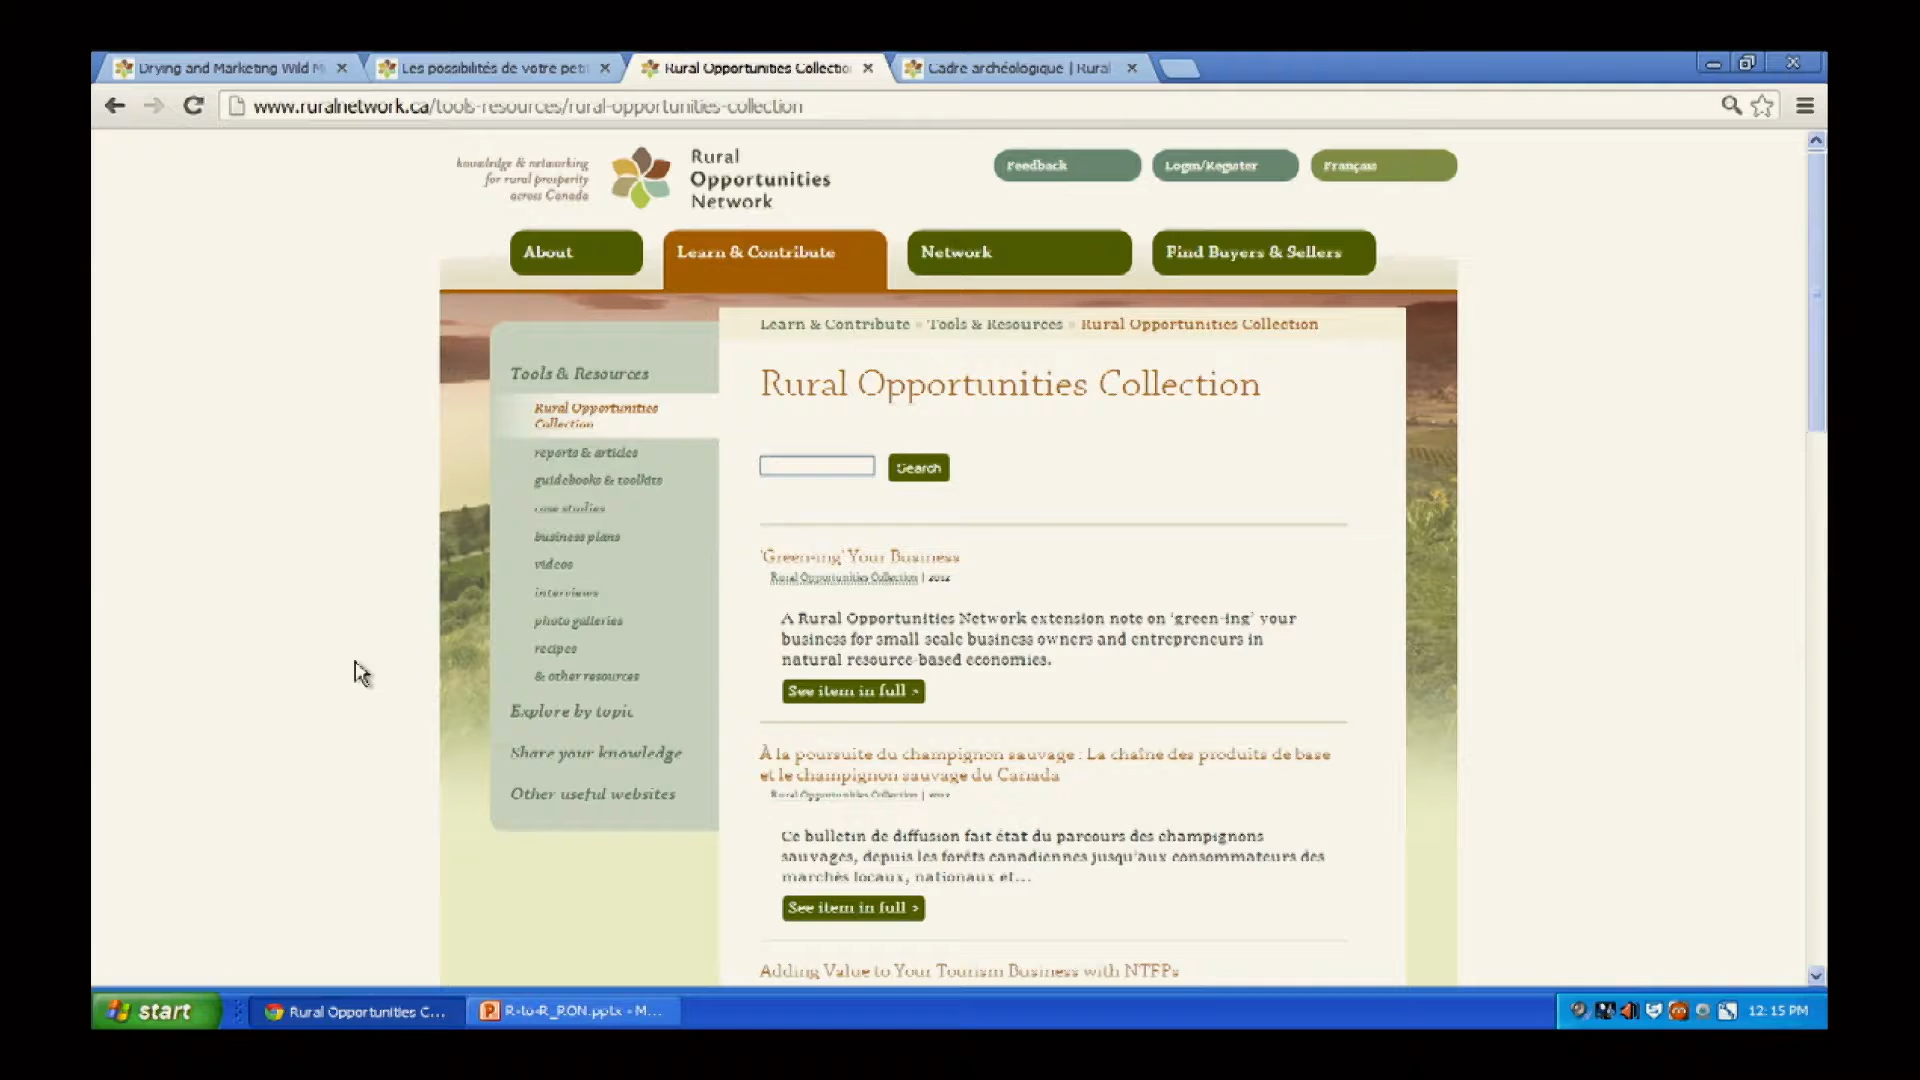 Drying and Marketing Wild M
Les possibilités de votre peti
Rural Opportunities Collectio
Cadre archéologique | Rural
www.ruralnetwork.ca/tools-resources/rural-opportunities-collection
knowledge & networking
for rural prosperity
across Canada
Rural
Opportunities
Network
Feedback
Login/Register
Français
About
Learn & Contribute
Network
Find Buyers & Sellers
Learn & Contribute » Tools & Resources » Rural Opportunities Collection
Tools & Resources
Rural Opportunities
Collection
reports & articles
guidebooks & toolkits
case studies
business plans
videos
interviews
photo galleries
recipes
& other resources
Explore by topic
Share your knowledge
Other useful websites
Rural Opportunities Collection
Search
'Green-ing' Your Business
Rural Opportunities Collection | 2012
A Rural Opportunities Network extension note on 'green-ing' your
business for small scale business owners and entrepreneurs in
natural resource-based economies.
See item in full >
À la poursuite du champignon sauvage : La chaîne des produits de base
et le champignon sauvage du Canada
Rural Opportunities Collection | 2012
Ce bulletin de diffusion fait état du parcours des champignons
sauvages, depuis les forêts canadiennes jusqu'aux consommateurs des
marchés locaux, nationaux et...
See item in full >
Adding Value to Your Tourism Business with NTFPs
start
Rural Opportunities C...
R-to-R_RON.pptx - M...
12:15 PM